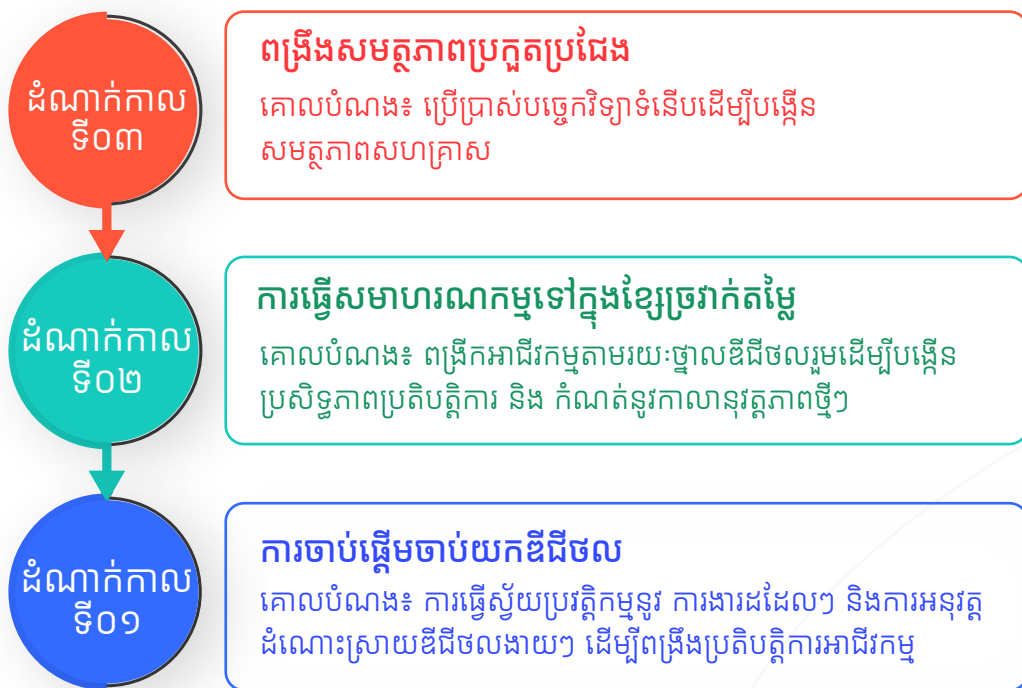 ដំណាក់កាល
ទី០៣
ពង្រឹងសមត្ថភាពប្រកួតប្រជែង
គោលបំណង៖ ប្រើប្រាស់បច្ចេកវិទ្យាទំនើបដើម្បីបង្កើន
សមត្ថភាពសហគ្រាស
ដំណាក់កាល
ទី០២
ការធ្វើសមាហរណកម្មទៅក្នុងខ្សែច្រវាក់តម្លៃ
គោលបំណង៖ ពង្រីកអាជីវកម្មតាមរយៈថ្នាលឌីជីថលរួមដើម្បីបង្កើន
ប្រសិទ្ធភាពប្រតិបត្តិការ និង កំណត់នូវកាលានុវត្តភាពថ្មីៗ
ដំណាក់កាល
ទី០១
ការចាប់ផ្តើមចាប់យកឌីជីថល
គោលបំណង៖ ការធ្វើស្វ័យប្រវត្តិកម្មនូវ ការងារដដែលៗ និងការអនុវត្ត
ដំណោះស្រាយឌីជីថលងាយៗ ដើម្បីពង្រឹងប្រតិបត្តិការអាជីវកម្ម